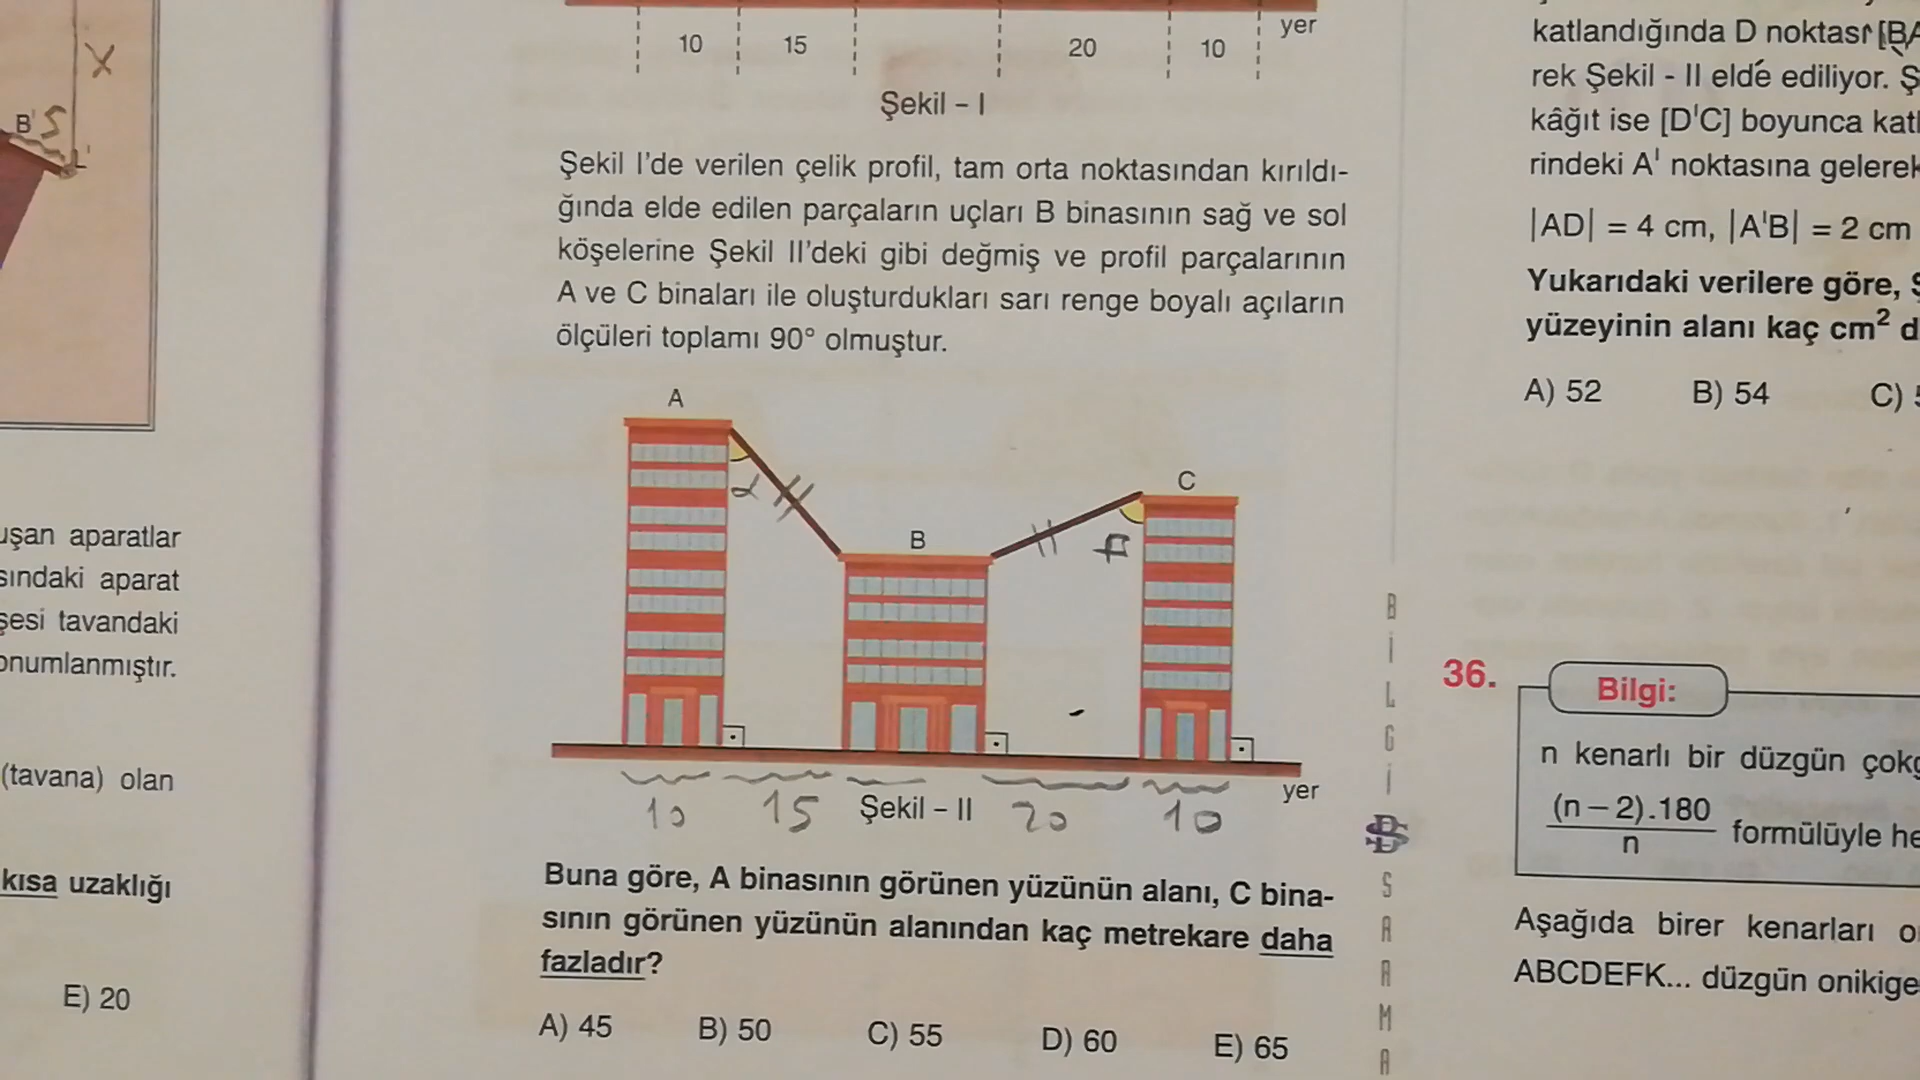 X
B' 5
L'
uşan aparatlar
sındaki aparat
şesi tavandaki
onumlanmıştır.
(tavana) olan
kısa uzaklığı
E) 20
10 15 20 10 yer
Şekil – I
Şekil I'de verilen çelik profil, tam orta noktasından kırıldı-
ğında elde edilen parçaların uçları B binasının sağ ve sol
köşelerine Şekil II'deki gibi değmiş ve profil parçalarının
A ve C binaları ile oluşturdukları sarı renge boyalı açıların
ölçüleri toplamı 90° olmuştur.
A
C
B
α
yer
10 15 Şekil – II 20 10
Buna göre, A binasının görünen yüzünün alanı, C bina-
sının görünen yüzünün alanından kaç metrekare daha
fazladır?
A) 45 B) 50 C) 55 D) 60 E) 65
BİLGİ
SARMA
katlandığında D noktası [BA
rek Şekil - II elde ediliyor. Ş
kâğıt ise [D'C] boyunca katl
rindeki A' noktasına gelerek
|AD| = 4 cm, |A'B| = 2 cm
Yukarıdaki verilere göre, Ş
yüzeyinin alanı kaç cm² d
A) 52 B) 54 C) 5
36.
Bilgi:
n kenarlı bir düzgün çokg
(n – 2).180
n
formülüyle he
Aşağıda birer kenarları o
ABCDEFK... düzgün onikige